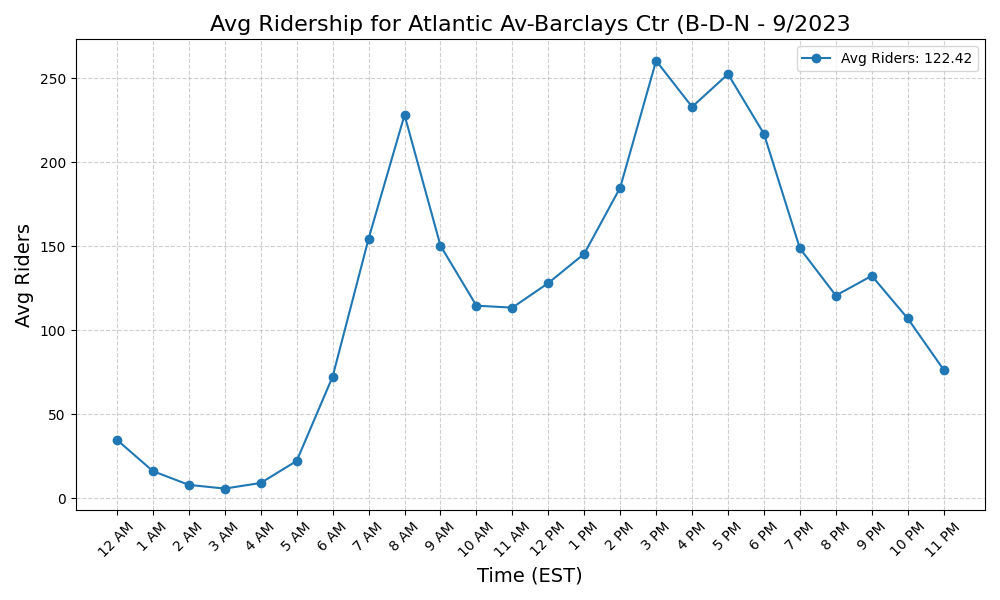 Avg Ridership for Atlantic Av-Barclays Ctr (B-D-N - 9/2023
Avg Riders: 122.42
Avg Riders
250
200
150
100
50
0
12 AM 1 AM 2 AM 3 AM 4 AM 5 AM 6 AM 7 AM 8 AM 9 AM 10 AM 11 AM 12 PM 1 PM 2 PM 3 PM 4 PM 5 PM 6 PM 7 PM 8 PM 9 PM 10 PM 11 PM
Time (EST)